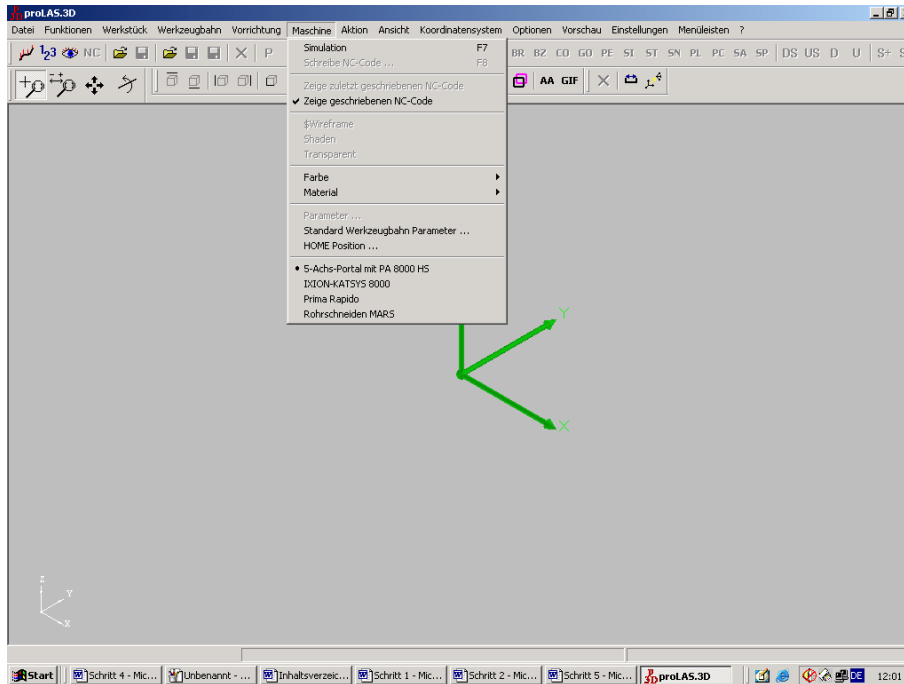 proLAS.3D
Datei Funktionen Werkstück Werkzeugbahn Vorrichtung Maschine Aktion Ansicht Koordinatensystem Optionen Vorschau Einstellungen Menüleisten ?
123 NC P BR BZ CO GO PE SI ST SN PL PC SA SP DS US D U S+
AA GIF
Simulation F7
Schreibe NC-Code ... F8
Zeige zuletzt geschriebenen NC-Code
Zeige geschriebenen NC-Code
$Wireframe
Shaden
Transparent
Farbe
Material
Parameter ...
Standard Werkzeugbahn Parameter ...
HOME Position ...
5-Achs-Portal mit PA 8000 HS
IXION-KATSYS 8000
Prima Rapido
Rohrschneiden MARS
Y
X
Z
Y
X
Start Schritt 4 - Mic... Unbenannt - ... Inhaltsverzeic... Schritt 1 - Mic... Schritt 2 - Mic... Schritt 5 - Mic... proLAS.3D DE 12:01